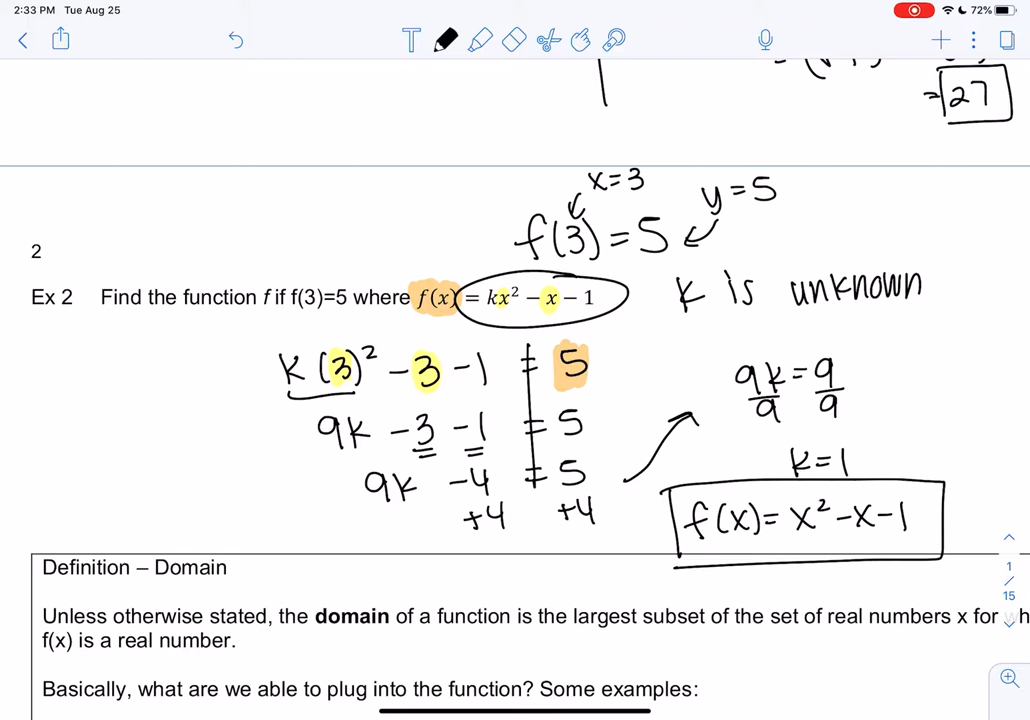 2:33 PM Tue Aug 25
72%
= 27
x=3
y=5
f(3)=5
2
Ex 2 Find the function f if f(3)=5 where f(x) = kx² − x − 1
k is unknown
k(3)² -3 -1 = 5
9k -3 -1 = 5
9k -4 = 5
+4 +4
9k = 9
9 9
k=1
f(x)= x² -x -1
Definition – Domain
Unless otherwise stated, the domain of a function is the largest subset of the set of real numbers x for
f(x) is a real number.
Basically, what are we able to plug into the function? Some examples:
1
/
15